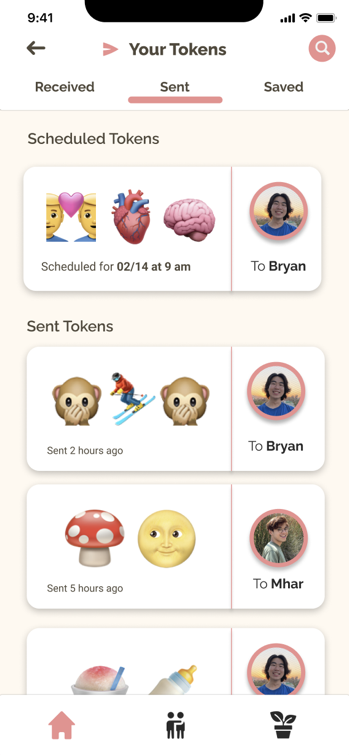 9:41
Your Tokens
Received Sent Saved
Scheduled Tokens
Scheduled for 02/14 at 9 am
To Bryan
Sent Tokens
Sent 2 hours ago
To Bryan
Sent 5 hours ago
To Mhar